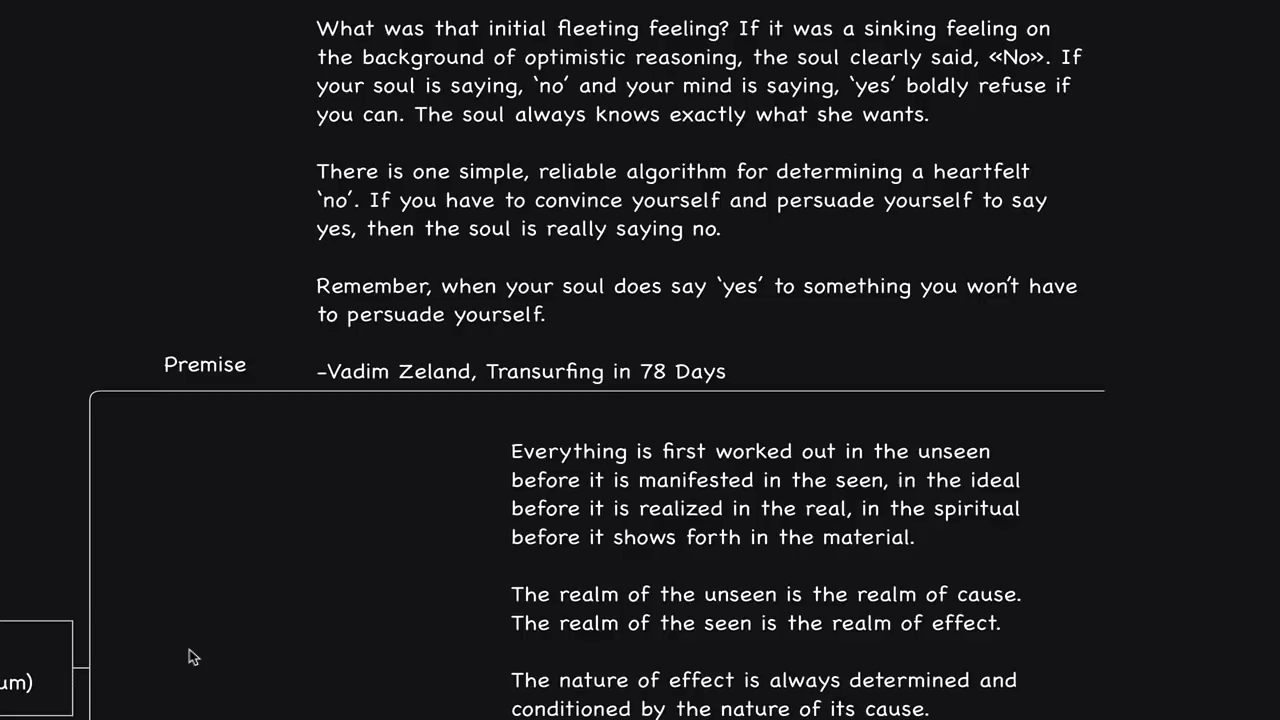 What was that initial fleeting feeling? If it was a sinking feeling on
the background of optimistic reasoning, the soul clearly said, «No». If
your soul is saying, ‘no’ and your mind is saying, ‘yes’ boldly refuse if
you can. The soul always knows exactly what she wants.
There is one simple, reliable algorithm for determining a heartfelt
‘no’. If you have to convince yourself and persuade yourself to say
yes, then the soul is really saying no.
Remember, when your soul does say ‘yes’ to something you won’t have
to persuade yourself.
Premise
–Vadim Zeland, Transurfing in 78 Days
Everything is first worked out in the unseen
before it is manifested in the seen, in the ideal
before it is realized in the real, in the spiritual
before it shows forth in the material.
The realm of the unseen is the realm of cause.
The realm of the seen is the realm of effect.
um)
The nature of effect is always determined and
conditioned by the nature of its cause.